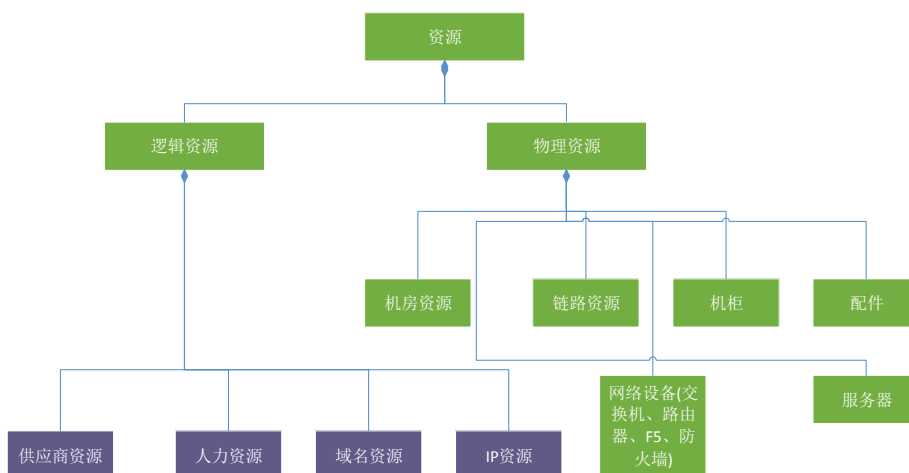 资源
逻辑资源
物理资源
机房资源
链路资源
机柜
配件
网络设备(交
换机、路由
器、F5、防
火墙)
服务器
供应商资源
人力资源
域名资源
IP资源